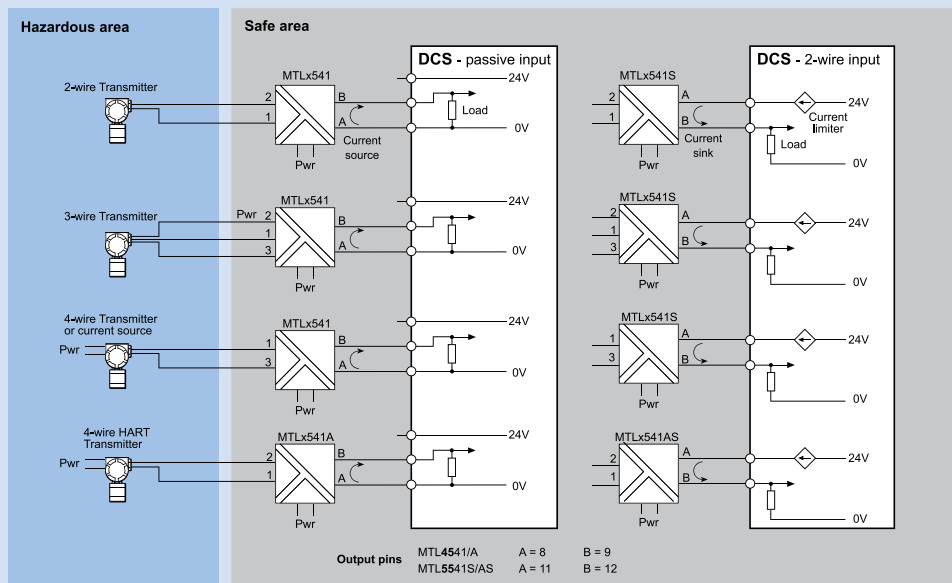 Hazardous area
Safe area
DCS - passive input
DCS - 2-wire input
2-wire Transmitter
2
1
MTLx541
B
A
Current
source
Pwr
24V
Load
0V
MTLx541S
2
1
A
B
Current
sink
Pwr
24V
Current
limiter
Load
0V
3-wire Transmitter
Pwr 2
1
3
MTLx541
B
A
Pwr
24V
0V
MTLx541S
2
1
3
A
B
Pwr
24V
0V
4-wire Transmitter
or current source
Pwr
1
3
MTLx541
B
A
Pwr
24V
0V
MTLx541S
1
3
A
B
Pwr
24V
0V
4-wire HART
Transmitter
Pwr
2
1
MTLx541A
B
A
Pwr
24V
0V
MTLx541AS
2
1
A
B
Pwr
24V
0V
Output pins MTL4541/A A = 8 B = 9
MTL5541S/AS A = 11 B = 12